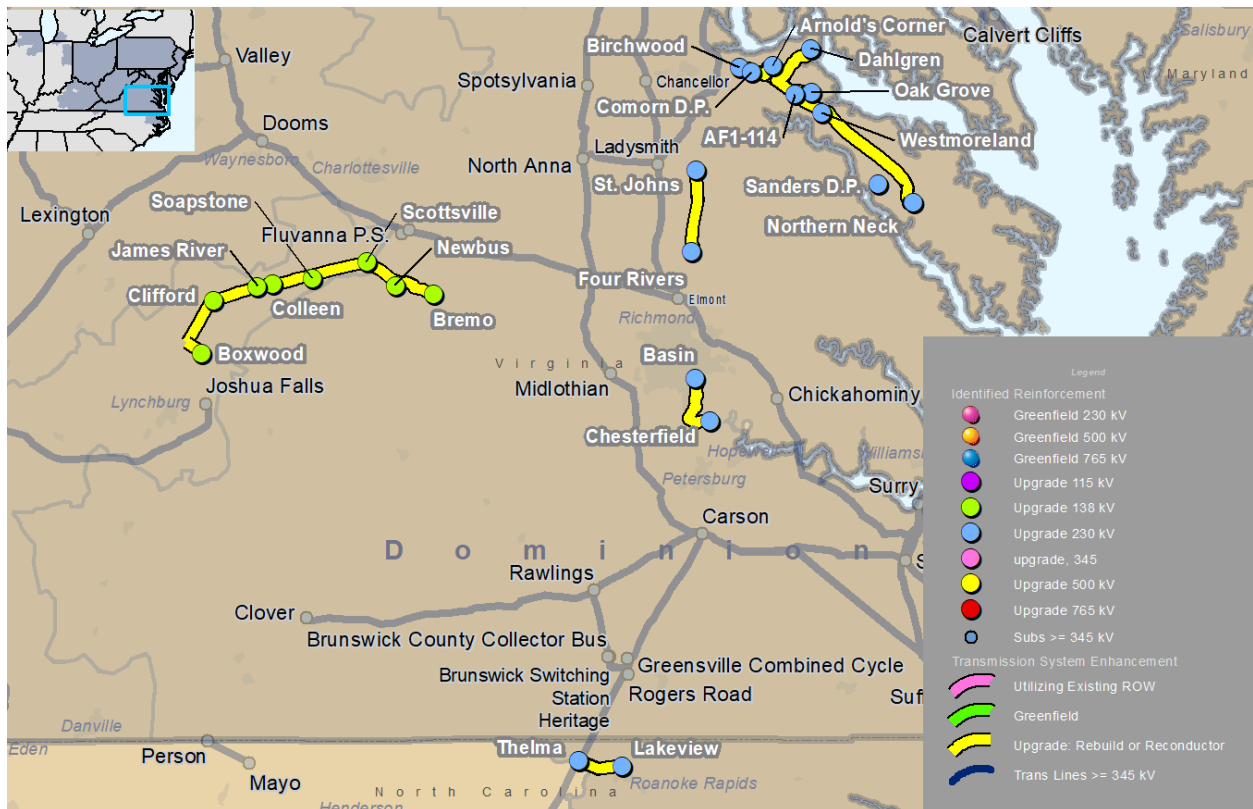 Valley
Spotsylvania
Birchwood
Arnold's Corner
Calvert Cliffs
Salisbury
Maryland
Chancellor
Dahlgren
Comorn D.P.
Oak Grove
Dooms
AF1-114
Westmoreland
Waynesboro
Charlottesville
North Anna
Ladysmith
St. Johns
Sanders D.P.
Lexington
Soapstone
Scottsville
Northern Neck
Fluvanna P.S.
James River
Newbus
Four Rivers
Clifford
Colleen
Bremo
Elmont
Richmond
Boxwood
Virginia
Basin
Joshua Falls
Midlothian
Chickahominy
Lynchburg
Chesterfield
Hopewell
Williams
Petersburg
Surry
Carson
Dominion
S
Rawlings
Clover
Brunswick County Collector Bus
Greensville Combined Cycle
Brunswick Switching
Station
Rogers Road
Suff
Heritage
Danville
Eden
Person
Mayo
Thelma
Lakeview
Roanoke Rapids
North Carolina
Henderson
Legend
Identified Reinforcement
Greenfield 230 kV
Greenfield 500 kV
Greenfield 765 kV
Upgrade 115 kV
Upgrade 138 kV
Upgrade 230 kV
upgrade, 345
Upgrade 500 kV
Upgrade 765 kV
Subs >= 345 kV
Transmission System Enhancement
Utilizing Existing ROW
Greenfield
Upgrade: Rebuild or Reconductor
Trans Lines >= 345 kV